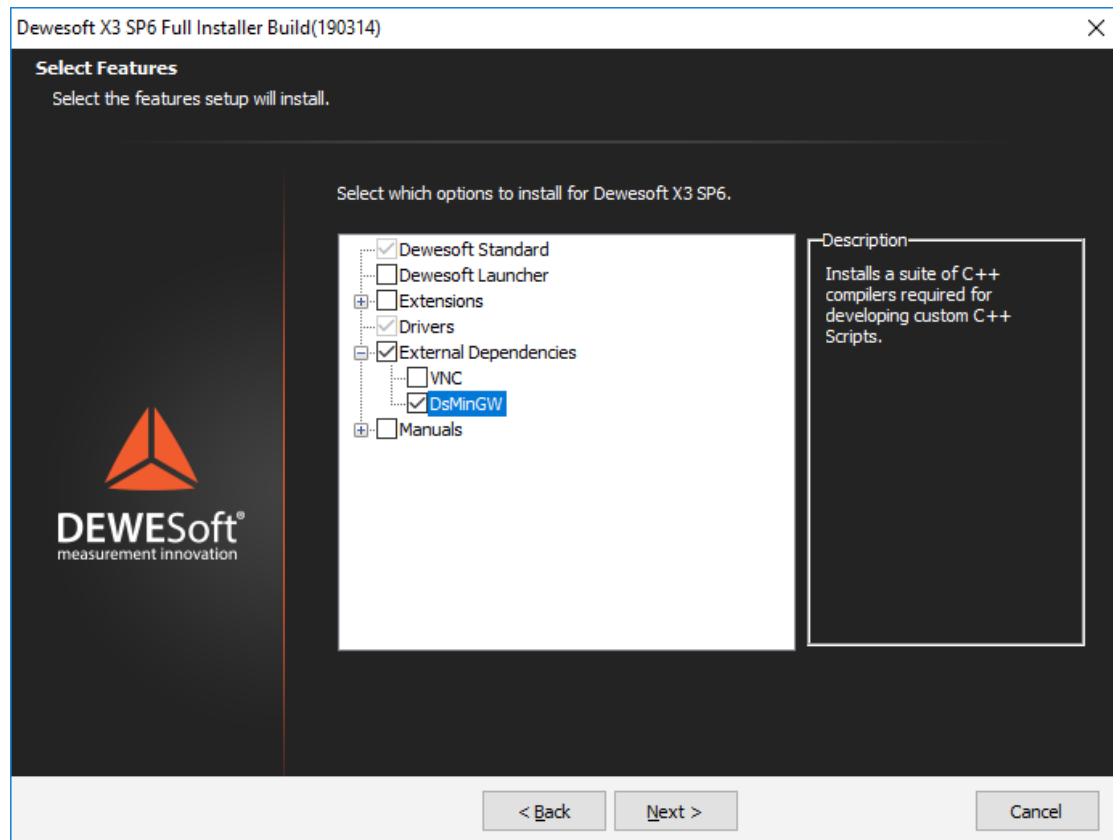 Dewesoft X3 SP6 Full Installer Build(190314)
Select Features
Select the features setup will install.
Select which options to install for Dewesoft X3 SP6.
Dewesoft Standard
Dewesoft Launcher
Extensions
Drivers
External Dependencies
VNC
DsMinGW
Manuals
Description
Installs a suite of C++
compilers required for
developing custom C++
Scripts.
DEWESoft®
measurement innovation
< Back
Next >
Cancel